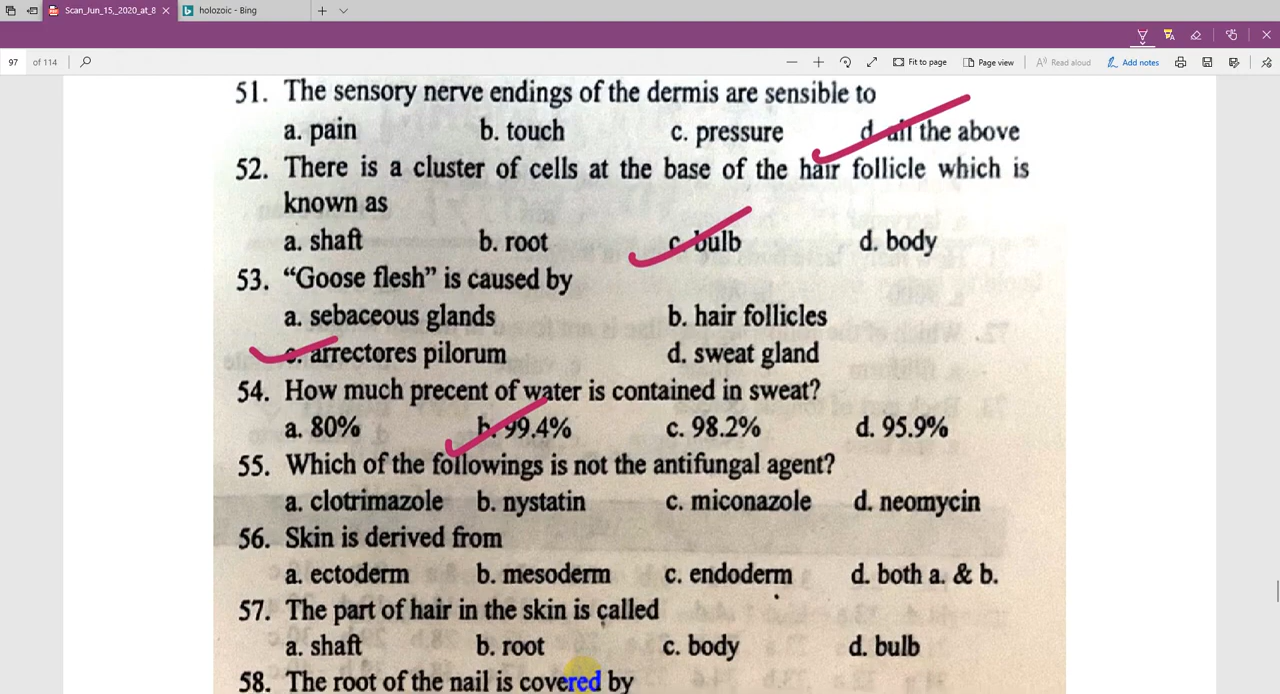 Scan_Jun_15,_2020_at_8
holozoic - Bing
97 of 114
Fit to page
Page view
Read aloud
Add notes
51. The sensory nerve endings of the dermis are sensible to
a. pain b. touch c. pressure d. all the above
52. There is a cluster of cells at the base of the hair follicle which is
known as
a. shaft b. root c. bulb d. body
53. “Goose flesh” is caused by
a. sebaceous glands b. hair follicles
c. arrectores pilorum d. sweat gland
54. How much precent of water is contained in sweat?
a. 80% b. 99.4% c. 98.2% d. 95.9%
55. Which of the followings is not the antifungal agent?
a. clotrimazole b. nystatin c. miconazole d. neomycin
56. Skin is derived from
a. ectoderm b. mesoderm c. endoderm d. both a. & b.
57. The part of hair in the skin is called
a. shaft b. root c. body d. bulb
58. The root of the nail is covered by